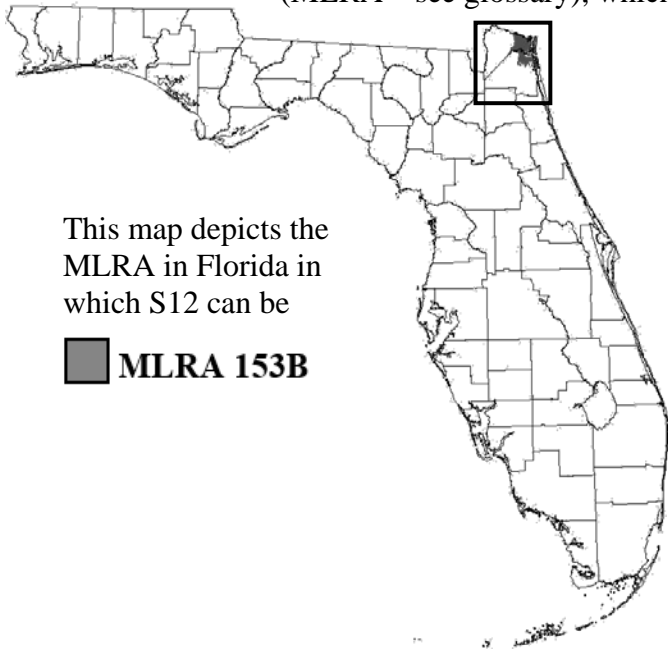 (MLRA – see glossary), which
This map depicts the
MLRA in Florida in
which S12 can be
MLRA 153B